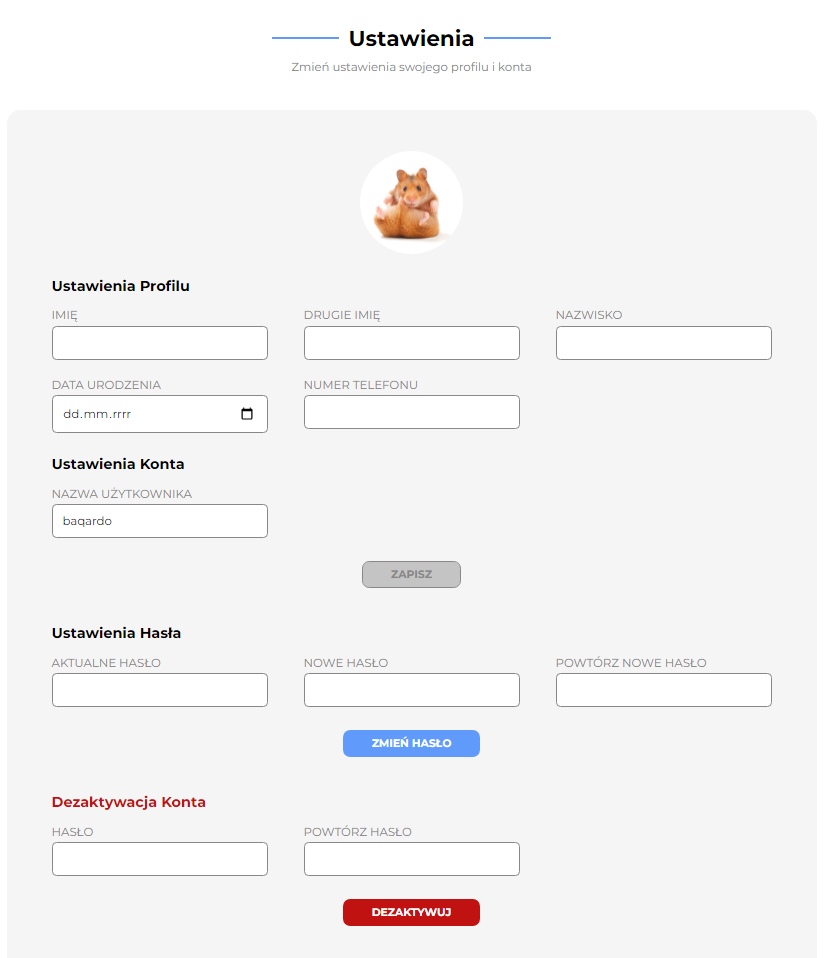 Ustawienia
Zmień ustawienia swojego profilu i konta
Ustawienia Profilu
IMIĘ
DRUGIE IMIĘ
NAZWISKO
DATA URODZENIA
NUMER TELEFONU
dd.mm.rrrr
Ustawienia Konta
NAZWA UŻYTKOWNIKA
baqardo
ZAPISZ
Ustawienia Hasła
AKTUALNE HASŁO
NOWE HASŁO
POWTÓRZ NOWE HASŁO
ZMIEŃ HASŁO
Dezaktywacja Konta
HASŁO
POWTÓRZ HASŁO
DEZAKTYWUJ